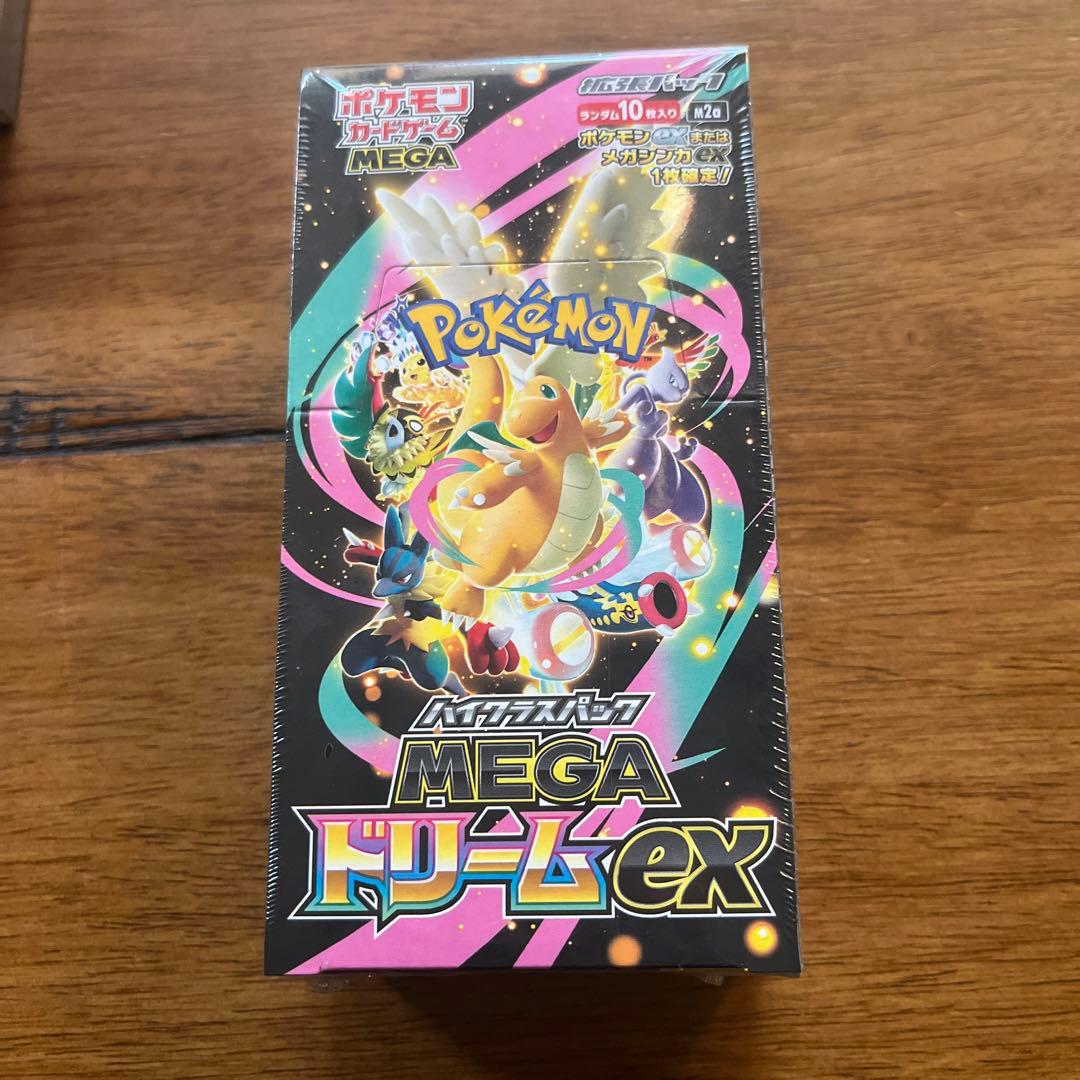 ポケモン
カードゲーム
MEGA
拡張パック
ランダム10枚入り M2a
ポケモンexまたは
メガシンカex
1枚確定!
POKéMON
TM
ハイクラスパック
MEGA
ドリームex